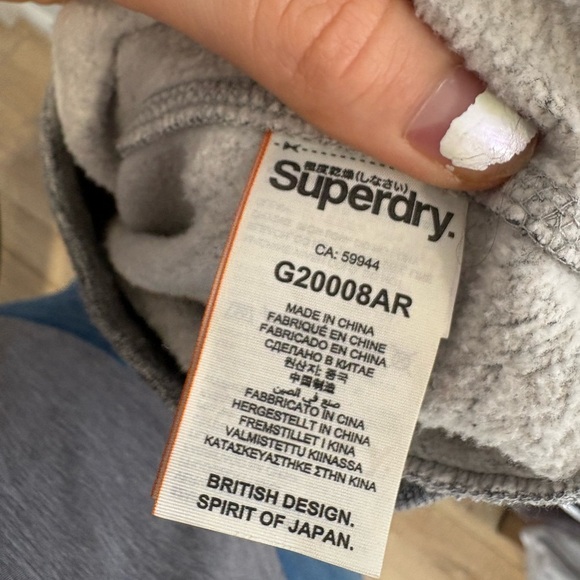 極度乾燥(しなさい)
Superdry.
CA: 59944
G20008AR
MADE IN CHINA
FABRIQUÉ EN CHINE
FABRICADO EN CHINA
СДЕЛАНО В КИТАЕ
원산지: 중국
中国制造
صنع في الصين
FABBRICATO IN CINA
HERGESTELLT IN CHINA
FREMSTILLET I KINA
VALMISTETTU KIINASSA
ΚΑΤΑΣΚΕΥΑΣΤΗΚΕ ΣΤΗΝ ΚΙΝΑ
BRITISH DESIGN.
SPIRIT OF JAPAN.